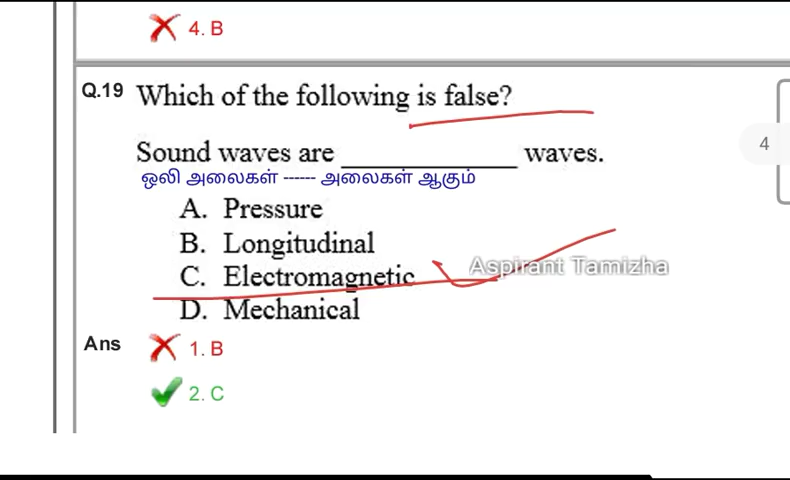 4. B
Q.19 Which of the following is false?
4
Sound waves are ____________ waves.
ஒலி அலைகள் ------ அலைகள் ஆகும்
A. Pressure
B. Longitudinal
C. Electromagnetic
Aspirant Tamizha
D. Mechanical
Ans 1. B
2. C